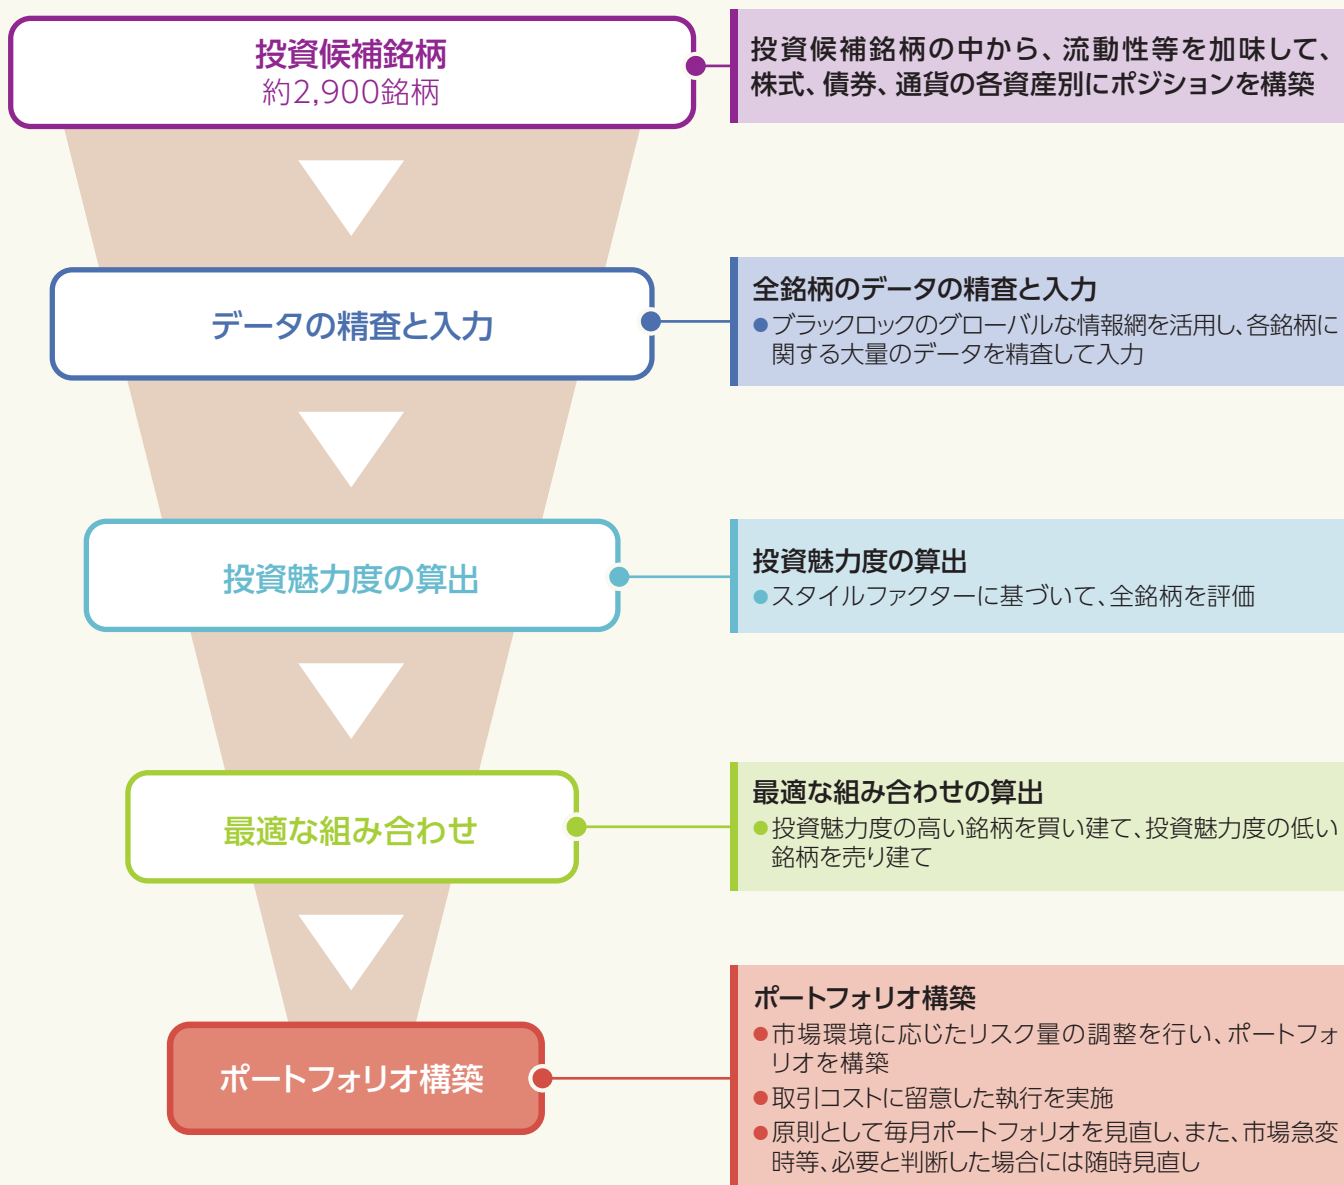 投資候補銘柄
約2,900銘柄
投資候補銘柄の中から、流動性等を加味して、
株式、債券、通貨の各資産別にポジションを構築
データの精査と入力
全銘柄のデータの精査と入力
●ブラックロックのグローバルな情報網を活用し、各銘柄に
関する大量のデータを精査して入力
投資魅力度の算出
投資魅力度の算出
●スタイルファクターに基づいて、全銘柄を評価
最適な組み合わせ
最適な組み合わせの算出
●投資魅力度の高い銘柄を買い建て、投資魅力度の低い
銘柄を売り建て
ポートフォリオ構築
ポートフォリオ構築
●市場環境に応じたリスク量の調整を行い、ポートフォ
リオを構築
●取引コストに留意した執行を実施
●原則として毎月ポートフォリオを見直し、また、市場急変
時等、必要と判断した場合には随時見直し